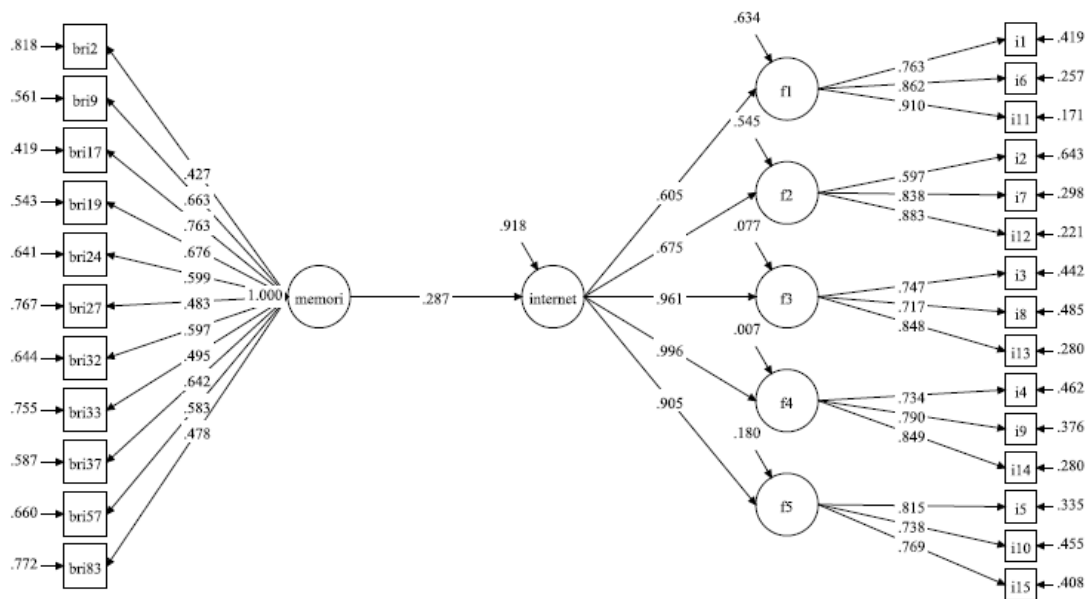 .818 bri2
.561 bri9
.419 bri17
.543 bri19
.641 bri24
.767 bri27
.644 bri32
.755 bri33
.587 bri37
.660 bri57
.772 bri83
.427
.663
.763
.676
.599
.483
.597
.495
.642
.583
.478
1.000
memori
.287
.918
internet
.605
.675
.961
.996
.905
.634
f1
.545
f2
.077
f3
.007
f4
.180
f5
.763
.862
.910
.597
.838
.883
.747
.717
.848
.734
.790
.849
.815
.738
.769
i1 .419
i6 .257
i11 .171
i2 .643
i7 .298
i12 .221
i3 .442
i8 .485
i13 .280
i4 .462
i9 .376
i14 .280
i5 .335
i10 .455
i15 .408